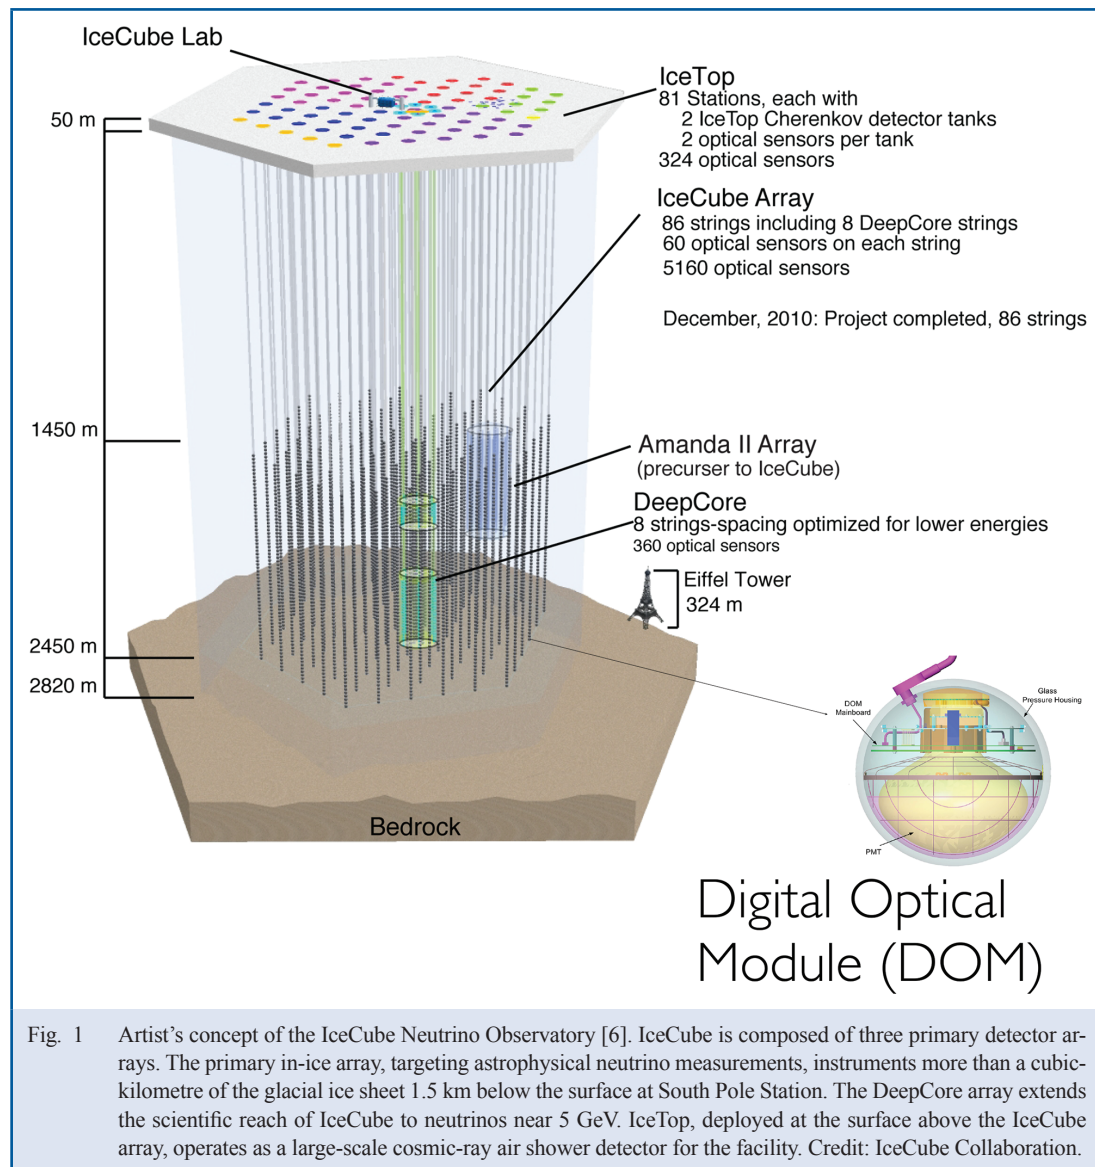 IceCube Lab
50 m
IceTop
81 Stations, each with
2 IceTop Cherenkov detector tanks
2 optical sensors per tank
324 optical sensors
IceCube Array
86 strings including 8 DeepCore strings
60 optical sensors on each string
5160 optical sensors
December, 2010: Project completed, 86 strings
1450 m
Amanda II Array
(precurser to IceCube)
DeepCore
8 strings-spacing optimized for lower energies
360 optical sensors
Eiffel Tower
324 m
2450 m
2820 m
Bedrock
DOM
Mainboard
Glass
Pressure Housing
PMT
Digital Optical
Module (DOM)
Fig. 1 Artist’s concept of the IceCube Neutrino Observatory [6]. IceCube is composed of three primary detector ar-
rays. The primary in-ice array, targeting astrophysical neutrino measurements, instruments more than a cubic-
kilometre of the glacial ice sheet 1.5 km below the surface at South Pole Station. The DeepCore array extends
the scientific reach of IceCube to neutrinos near 5 GeV. IceTop, deployed at the surface above the IceCube
array, operates as a large-scale cosmic-ray air shower detector for the facility. Credit: IceCube Collaboration.